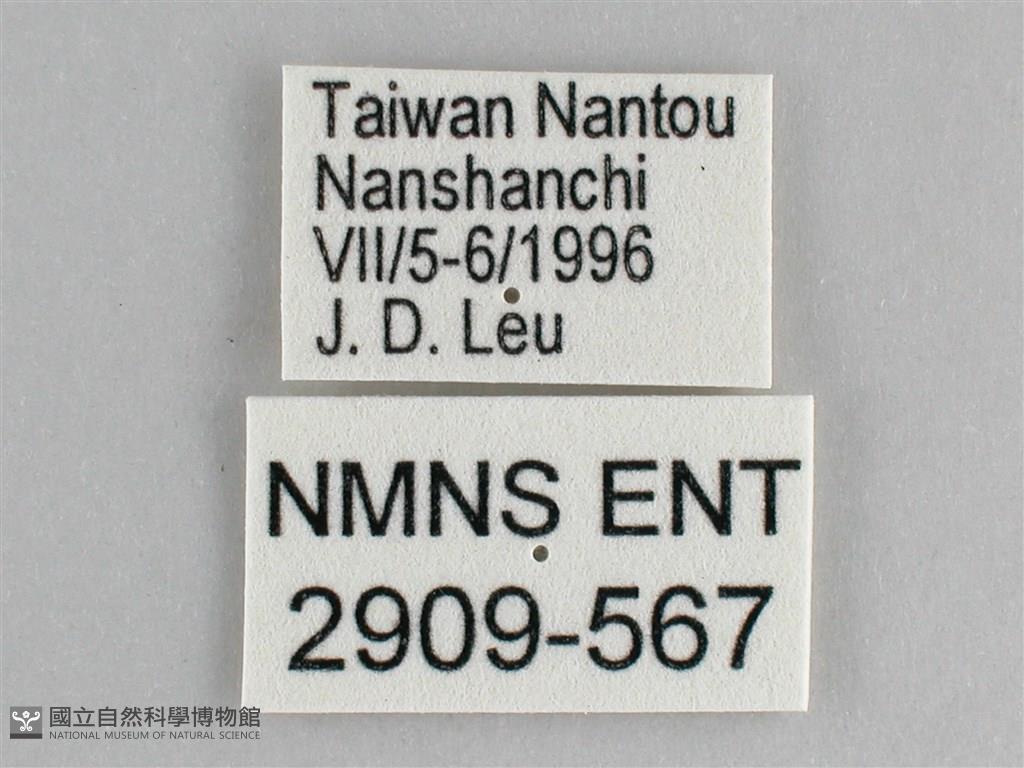 Taiwan Nantou
Nanshanchi
VII/5-6/1996
J. D. Leu
NMNS ENT
2909-567
國立自然科學博物館
NATIONAL MUSEUM OF NATURAL SCIENCE